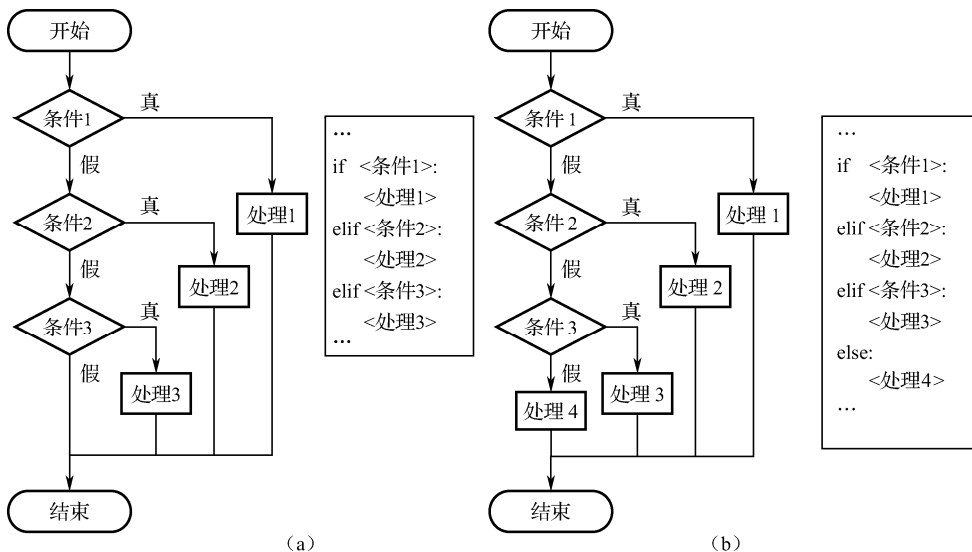 开始
条件1
真
假
处理1
条件2
真
假
处理2
条件3
真
假
处理3
结束
…
if <条件1>:
<处理1>
elif <条件2>:
<处理2>
elif <条件3>:
<处理3>
…
(a)
开始
条件 1
真
假
处理 1
条件 2
真
假
处理 2
条件 3
真
假
处理 3
处理 4
结束
…
if <条件1>:
<处理1>
elif <条件2>:
<处理2>
elif <条件3>:
<处理3>
else:
<处理4>
…
(b)